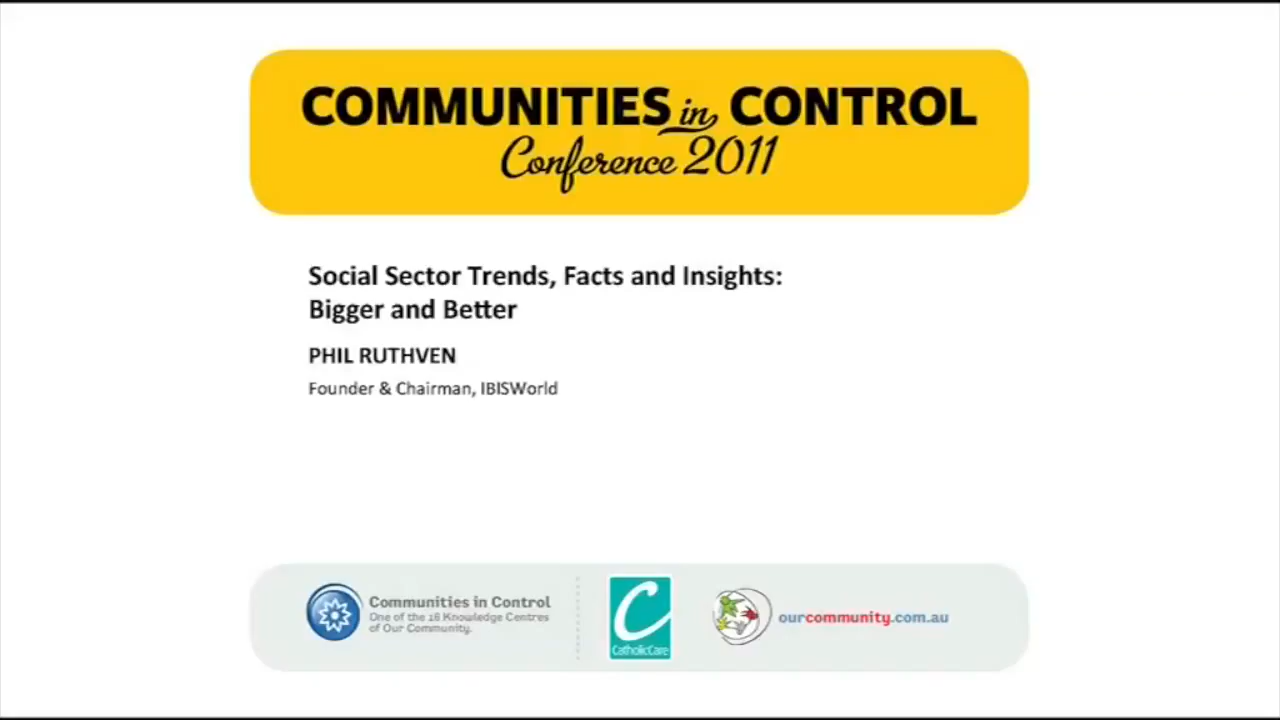 COMMUNITIES in CONTROL
Conference 2011
Social Sector Trends, Facts and Insights:
Bigger and Better
PHIL RUTHVEN
Founder & Chairman, IBISWorld
Communities in Control
One of the 16 Knowledge Centres
of Our Community.
C
CatholicCare
ourcommunity.com.au